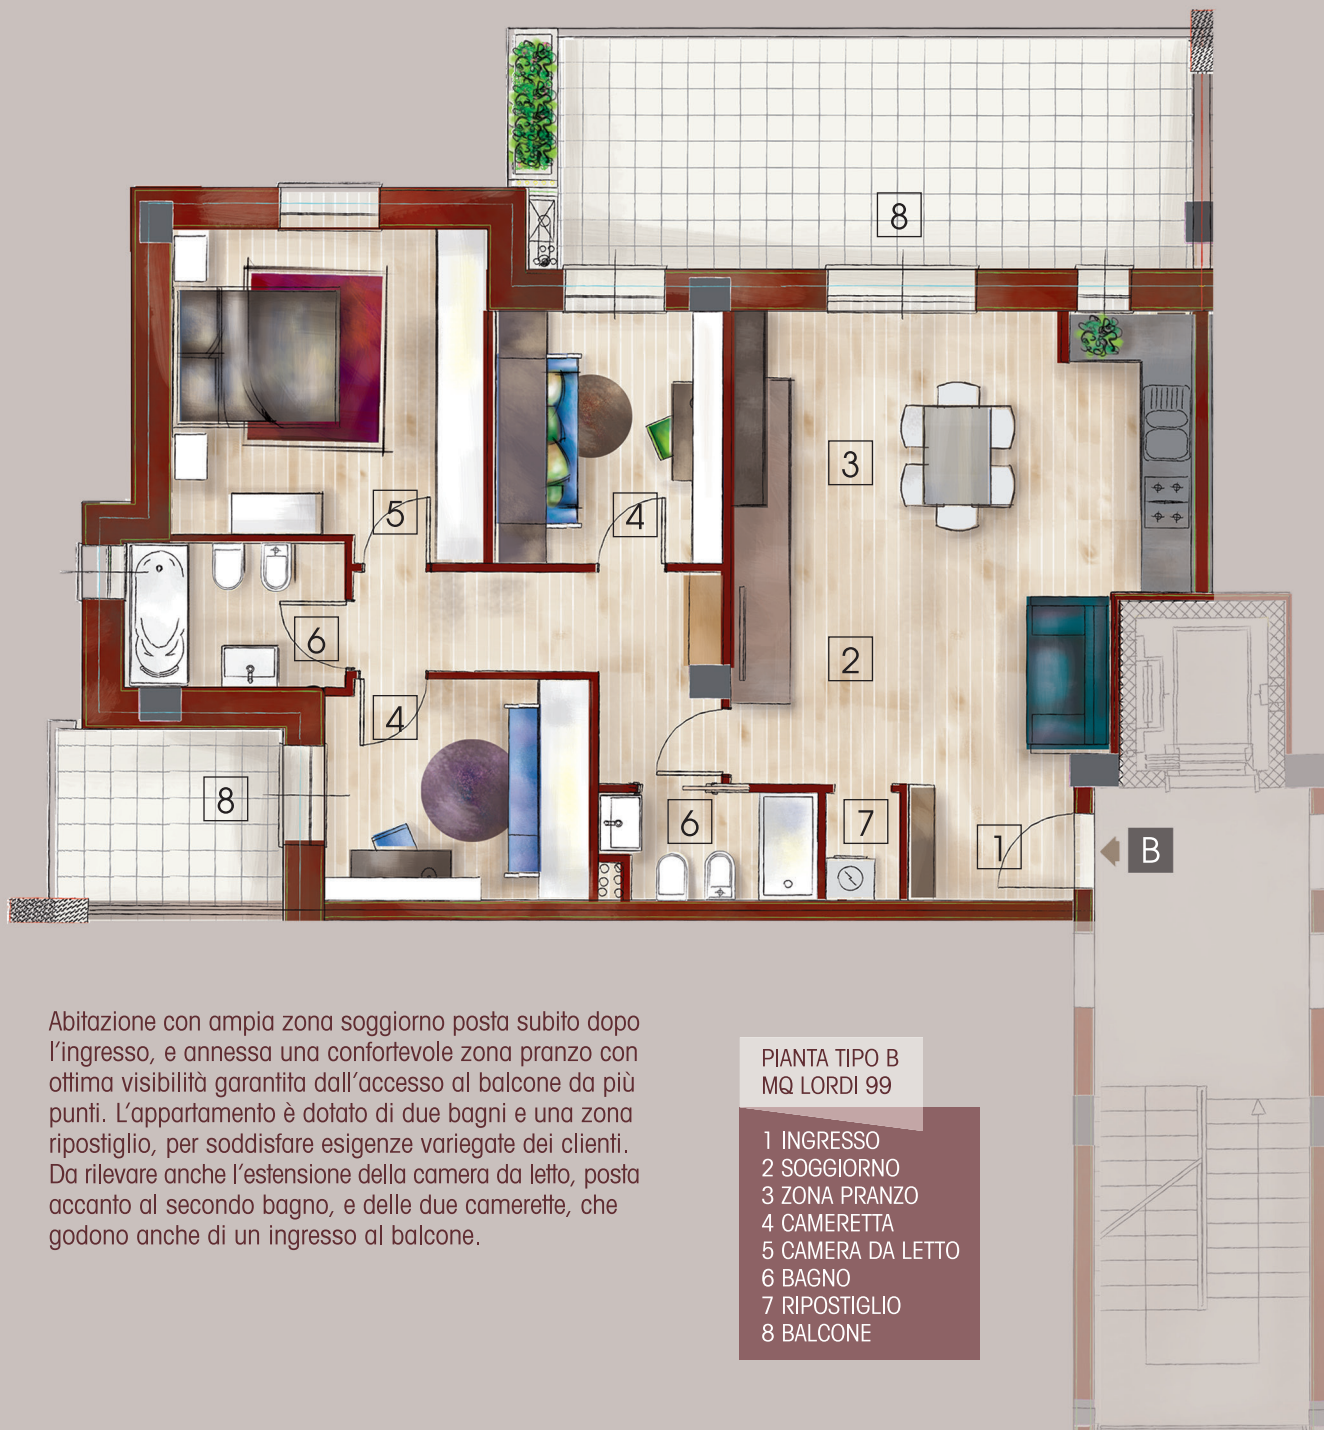 8
5
4
3
6
2
4
8
6
7
1
B
Abitazione con ampia zona soggiorno posta subito dopo
l'ingresso, e annessa una confortevole zona pranzo con
ottima visibilità garantita dall'accesso al balcone da più
punti. L'appartamento è dotato di due bagni e una zona
ripostiglio, per soddisfare esigenze variegate dei clienti.
Da rilevare anche l'estensione della camera da letto, posta
accanto al secondo bagno, e delle due camerette, che
godono anche di un ingresso al balcone.
PIANTA TIPO B
MQ LORDI 99
1 INGRESSO
2 SOGGIORNO
3 ZONA PRANZO
4 CAMERETTA
5 CAMERA DA LETTO
6 BAGNO
7 RIPOSTIGLIO
8 BALCONE